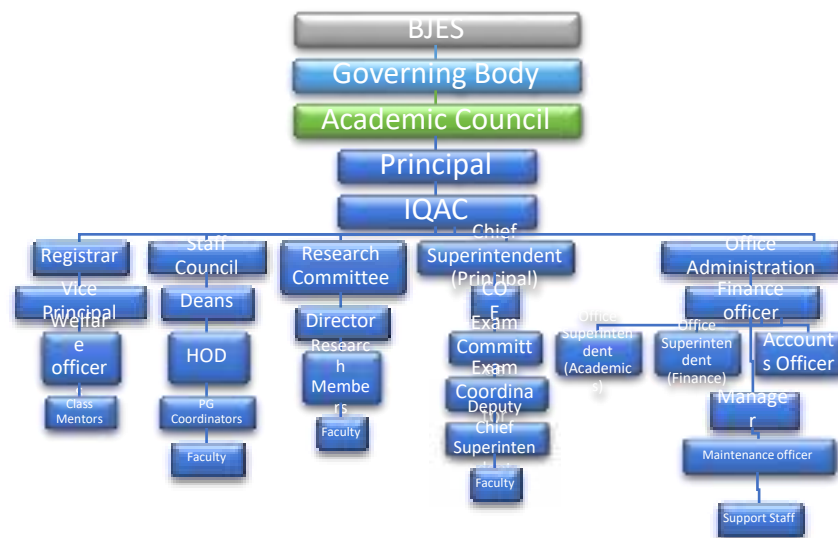 BJES
Governing Body
Academic Council
Principal
IQAC
Registrar
Vice
Principal
Welfar
e
officer
Class
Mentors
Staff
Council
Deans
HOD
PG
Coordinators
Faculty
Research
Committee
Director
Researc
h
Membe
rs
Faculty
Chief
Superintendent
(Principal)
CO
E
Exam
Committ
Exam
Coordina
Deputy
Chief
Superinten
Faculty
Office
Administration
Finance
officer
Office
Superinten
dent
(Academic
s)
Office
Superinten
dent
(Finance)
Account
s Officer
Manage
r
Maintenance officer
Support Staff